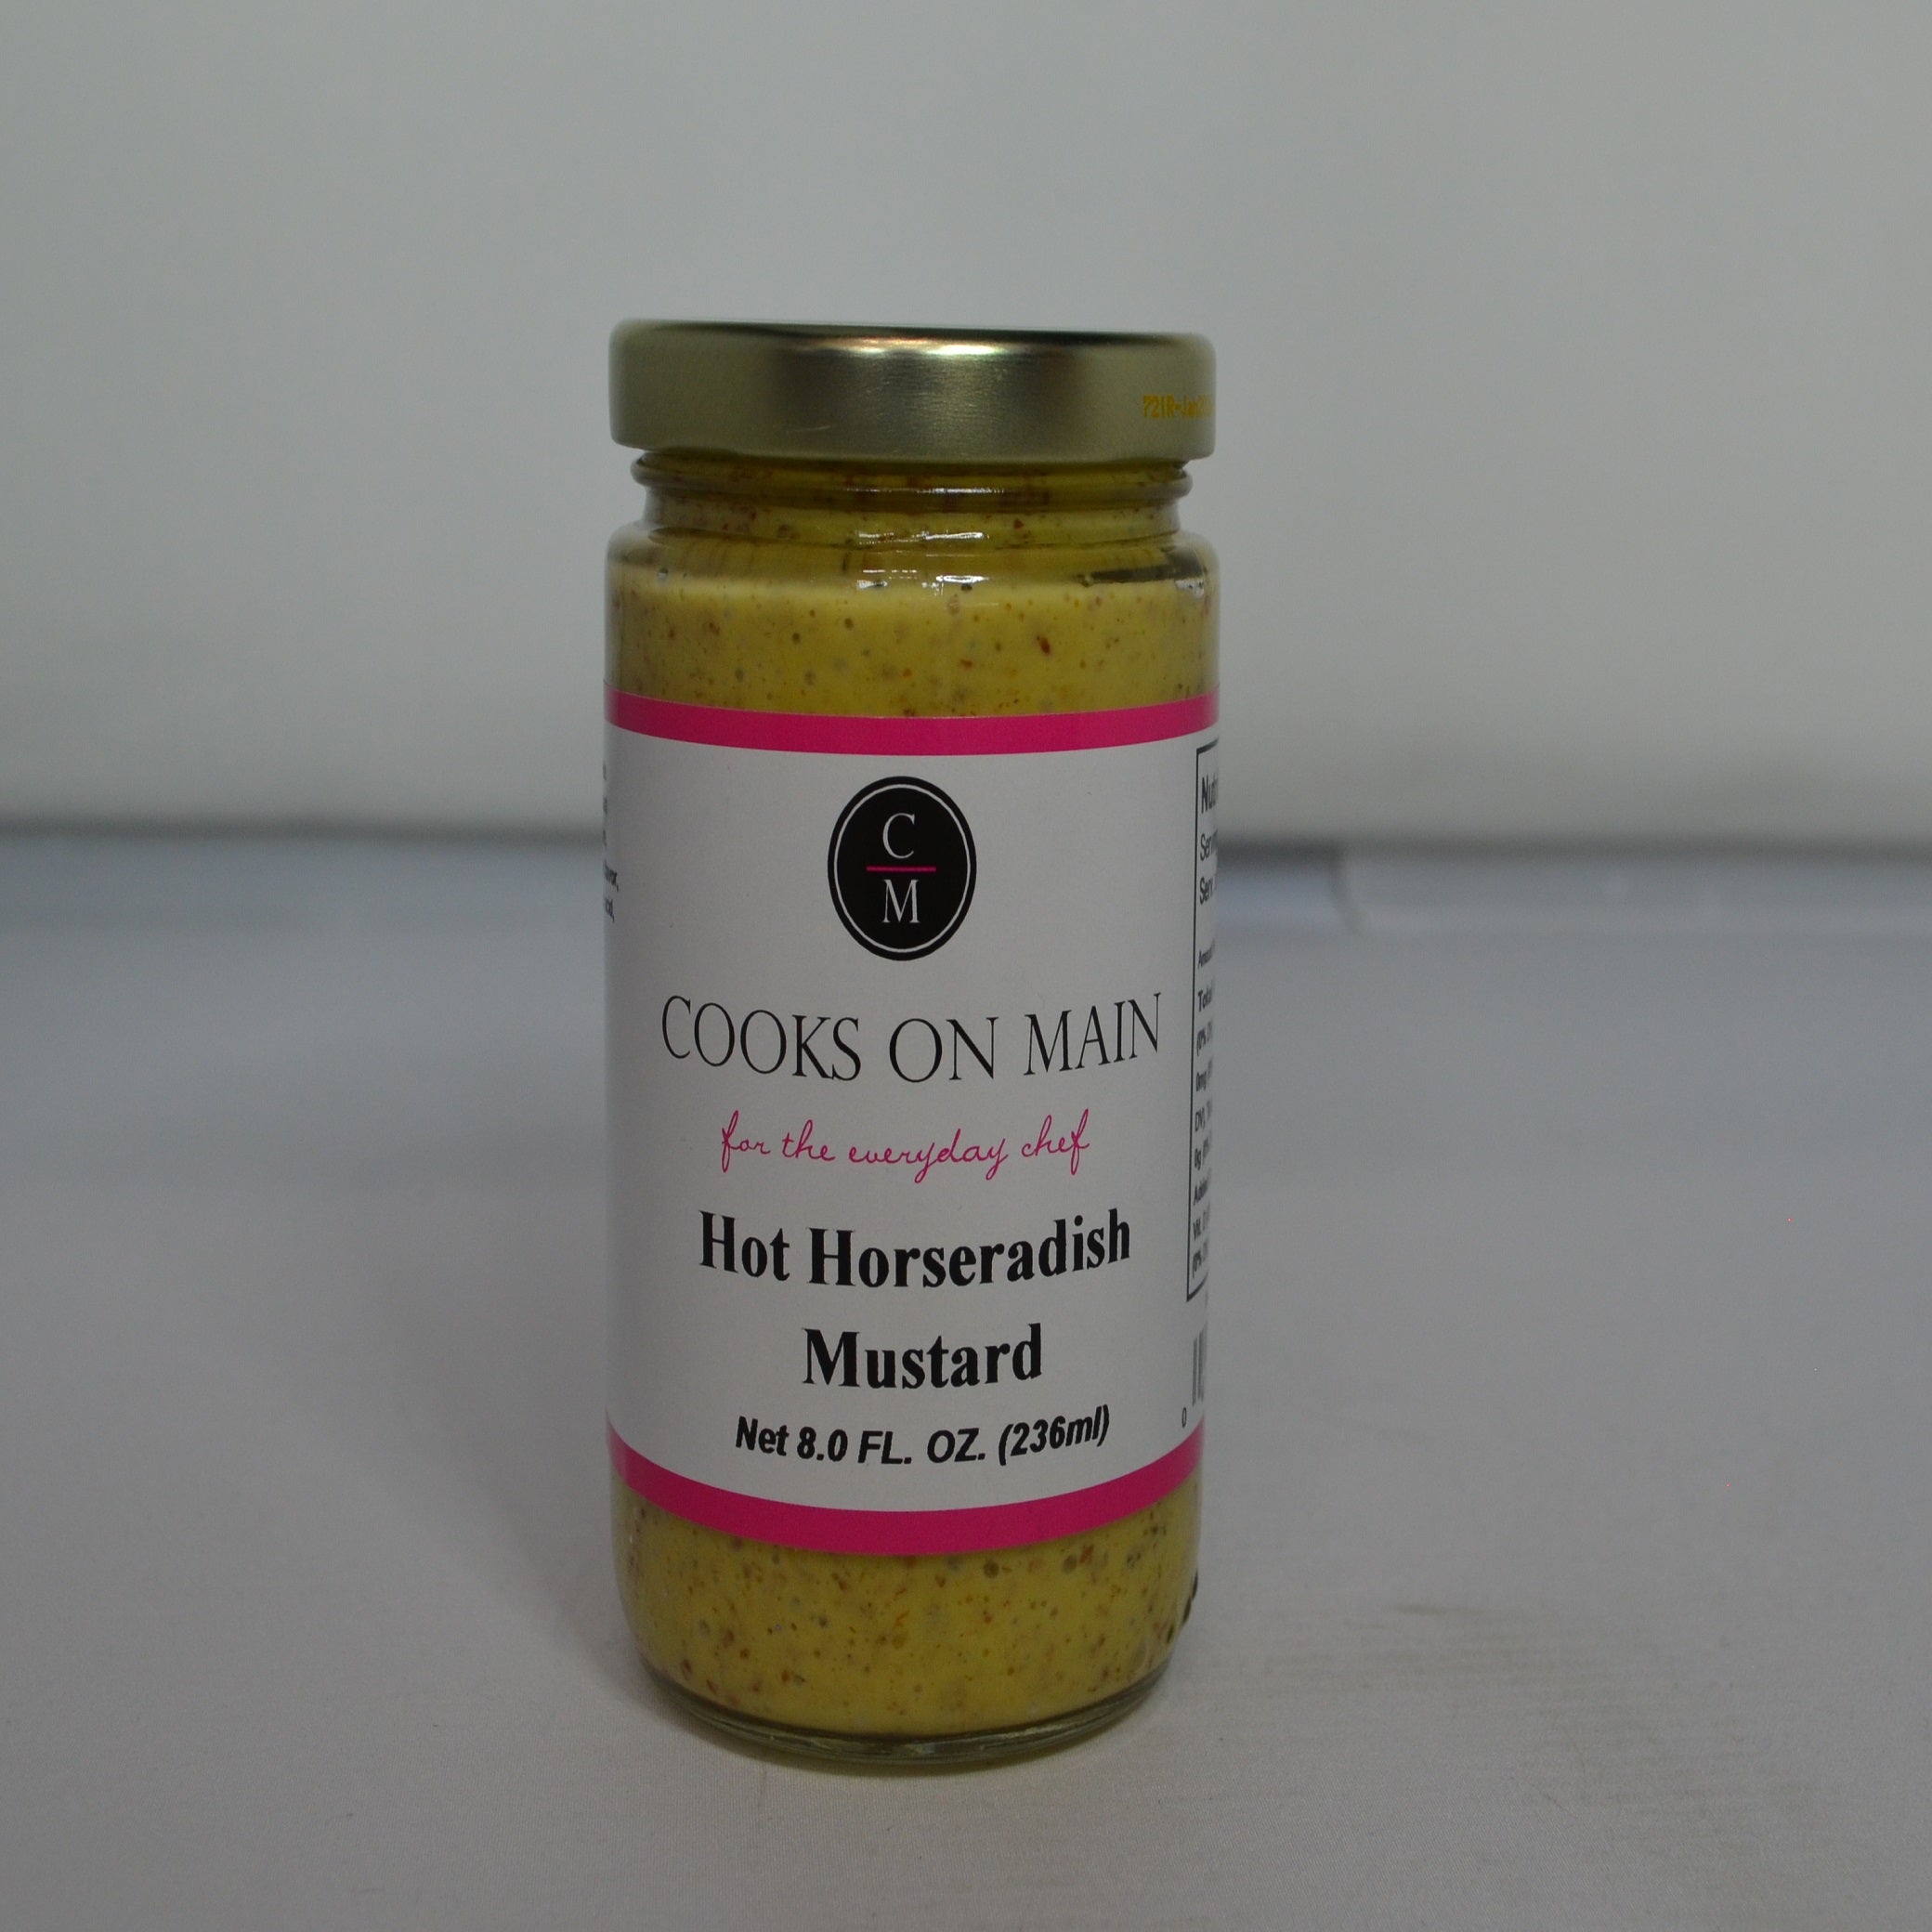 C
M
COOKS ON MAIN
for the everyday chef
Hot Horseradish
Mustard
Net 8.0 FL. OZ. (236ml)